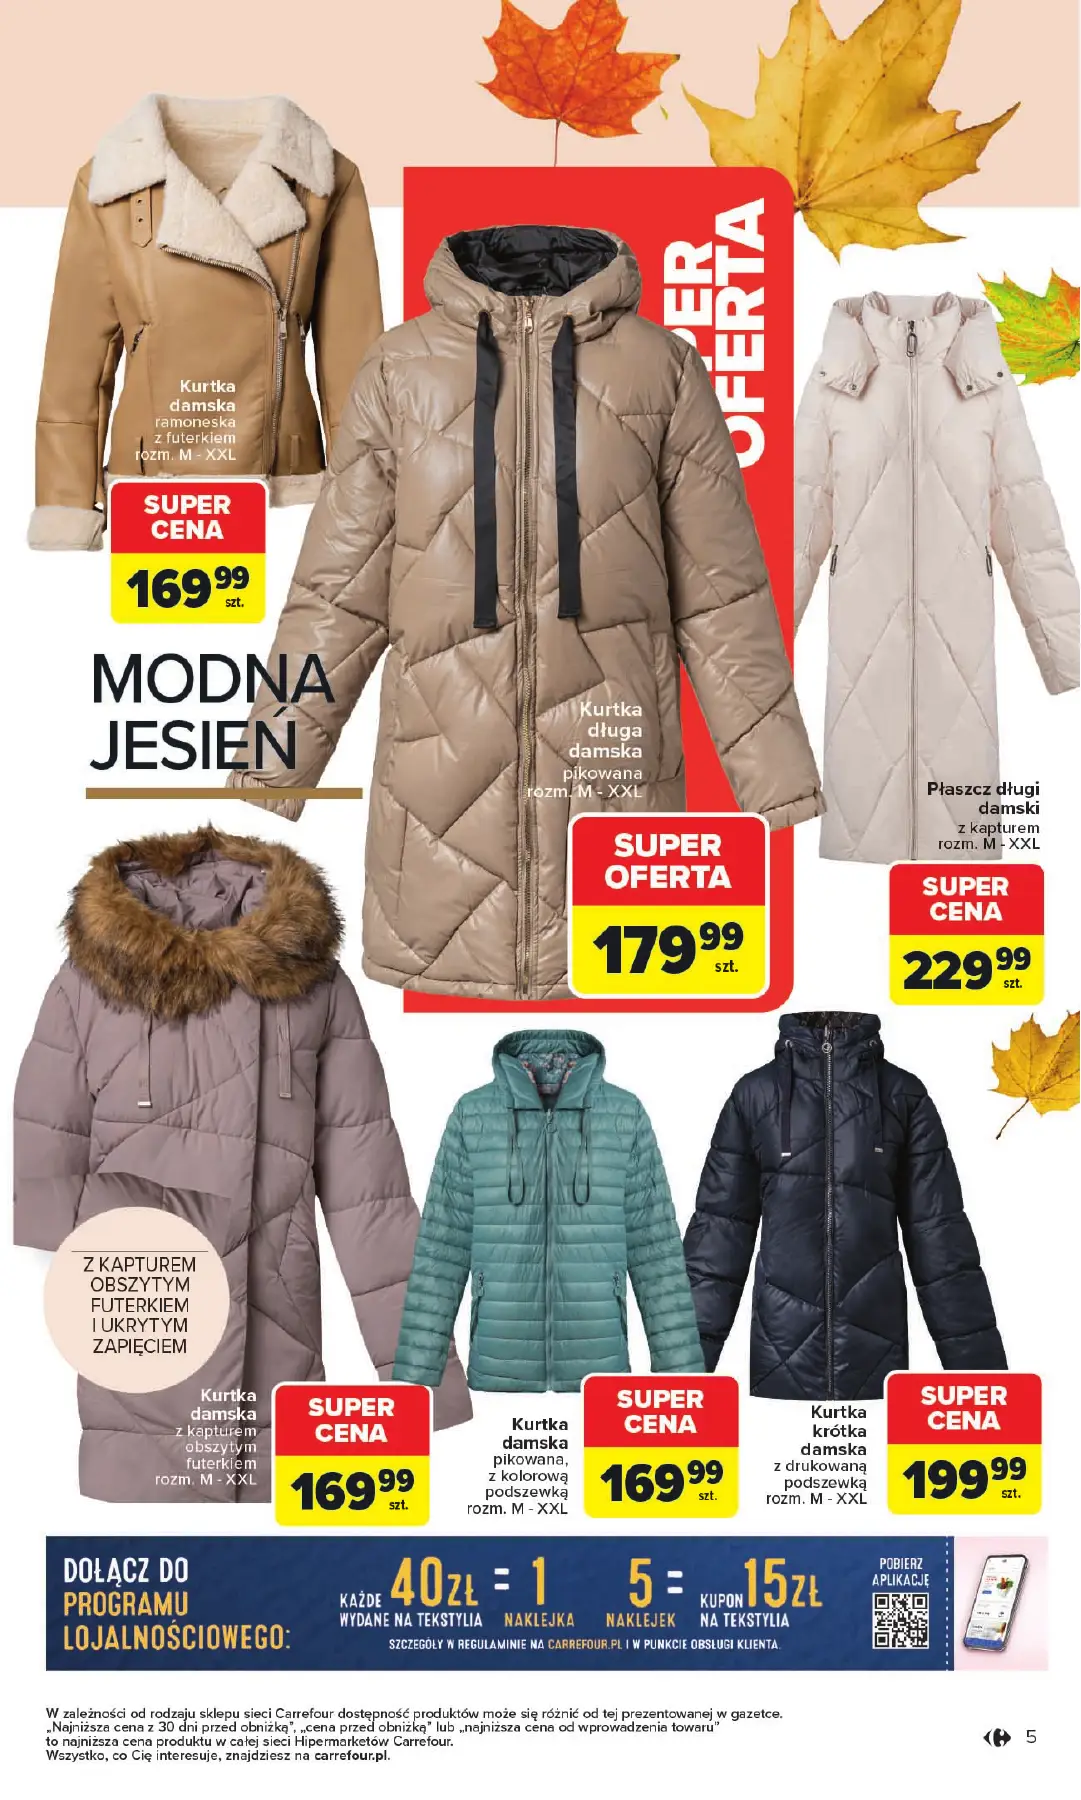 SUPER
OFERTA
Kurtka
damska
ramoneska
z futerkiem
rozm. M - XXL
SUPER
CENA
169 99
szt.
MODNA
JESIEŃ
Kurtka
długa
damska
pikowana
rozm. M - XXL
SUPER
OFERTA
179 99
szt.
Płaszcz długi
damski
z kapturem
rozm. M - XXL
SUPER
CENA
229 99
szt.
Z KAPTUREM
OBSZYTYM
FUTERKIEM
I UKRYTYM
ZAPIĘCIEM
Kurtka
damska
z kapturem
obszytym
futerkiem
rozm. M - XXL
SUPER
CENA
169 99
szt.
Kurtka
damska
pikowana,
z kolorową
podszewką
rozm. M - XXL
SUPER
CENA
169 99
szt.
Kurtka
krótka
damska
z drukowaną
podszewką
rozm. M - XXL
SUPER
CENA
199 99
szt.
DOŁĄCZ DO
PROGRAMU
LOJALNOŚCIOWEGO:
KAŻDE 40ZŁ = 1 5 = KUPON 15ZŁ
WYDANE NA TEKSTYLIA NAKLEJKA NAKLEJEK NA TEKSTYLIA
SZCZEGÓŁY W REGULAMINIE NA CARREFOUR.PL I W PUNKCIE OBSŁUGI KLIENTA.
POBIERZ
APLIKACJĘ
W zależności od rodzaju sklepu sieci Carrefour dostępność produktów może się różnić od tej prezentowanej w gazetce.
„Najniższa cena z 30 dni przed obniżką”, „cena przed obniżką” lub „najniższa cena od wprowadzenia towaru”
to najniższa cena produktu w całej sieci Hipermarketów Carrefour.
Wszystko, co Cię interesuje, znajdziesz na carrefour.pl.
5